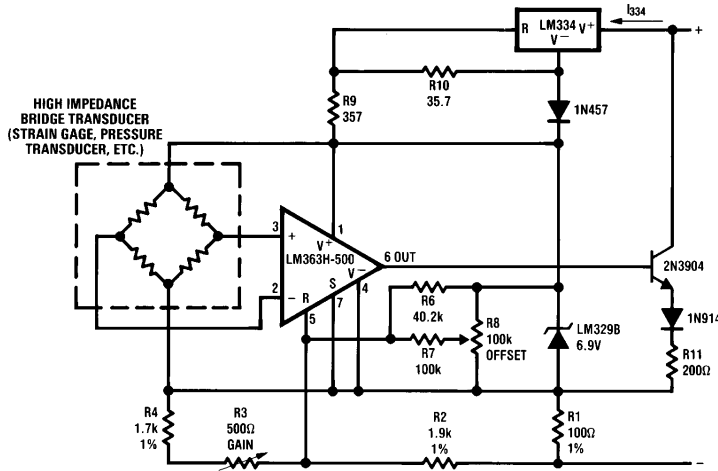 I334
R LM334 V+
V−
+
R10
35.7
R9
357
1N457
HIGH IMPEDANCE
BRIDGE TRANSDUCER
(STRAIN GAGE, PRESSURE
TRANSDUCER, ETC.)
3
+
1
V+
LM363H-500
6 OUT
V−
2
−
R
S
4
7
5
2N3904
1N914
R6
40.2k
R8
100k
OFFSET
R7
100k
LM329B
6.9V
R11
200Ω
R4
1.7k
1%
R3
500Ω
GAIN
R2
1.9k
1%
R1
100Ω
1%
−